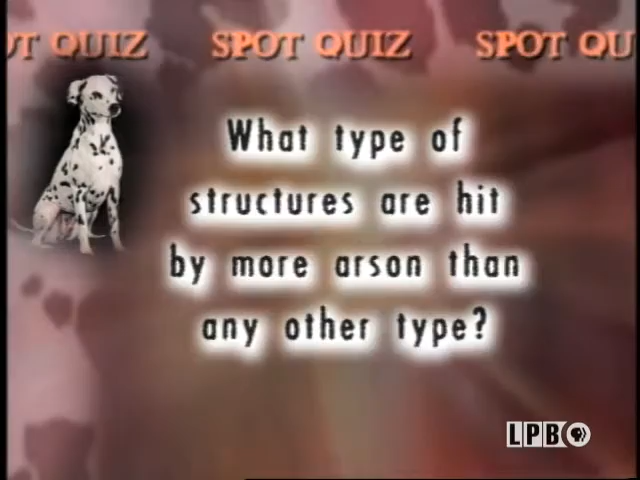 OT QUIZ SPOT QUIZ SPOT QU
What type of
structures are hit
by more arson than
any other type?
LPB